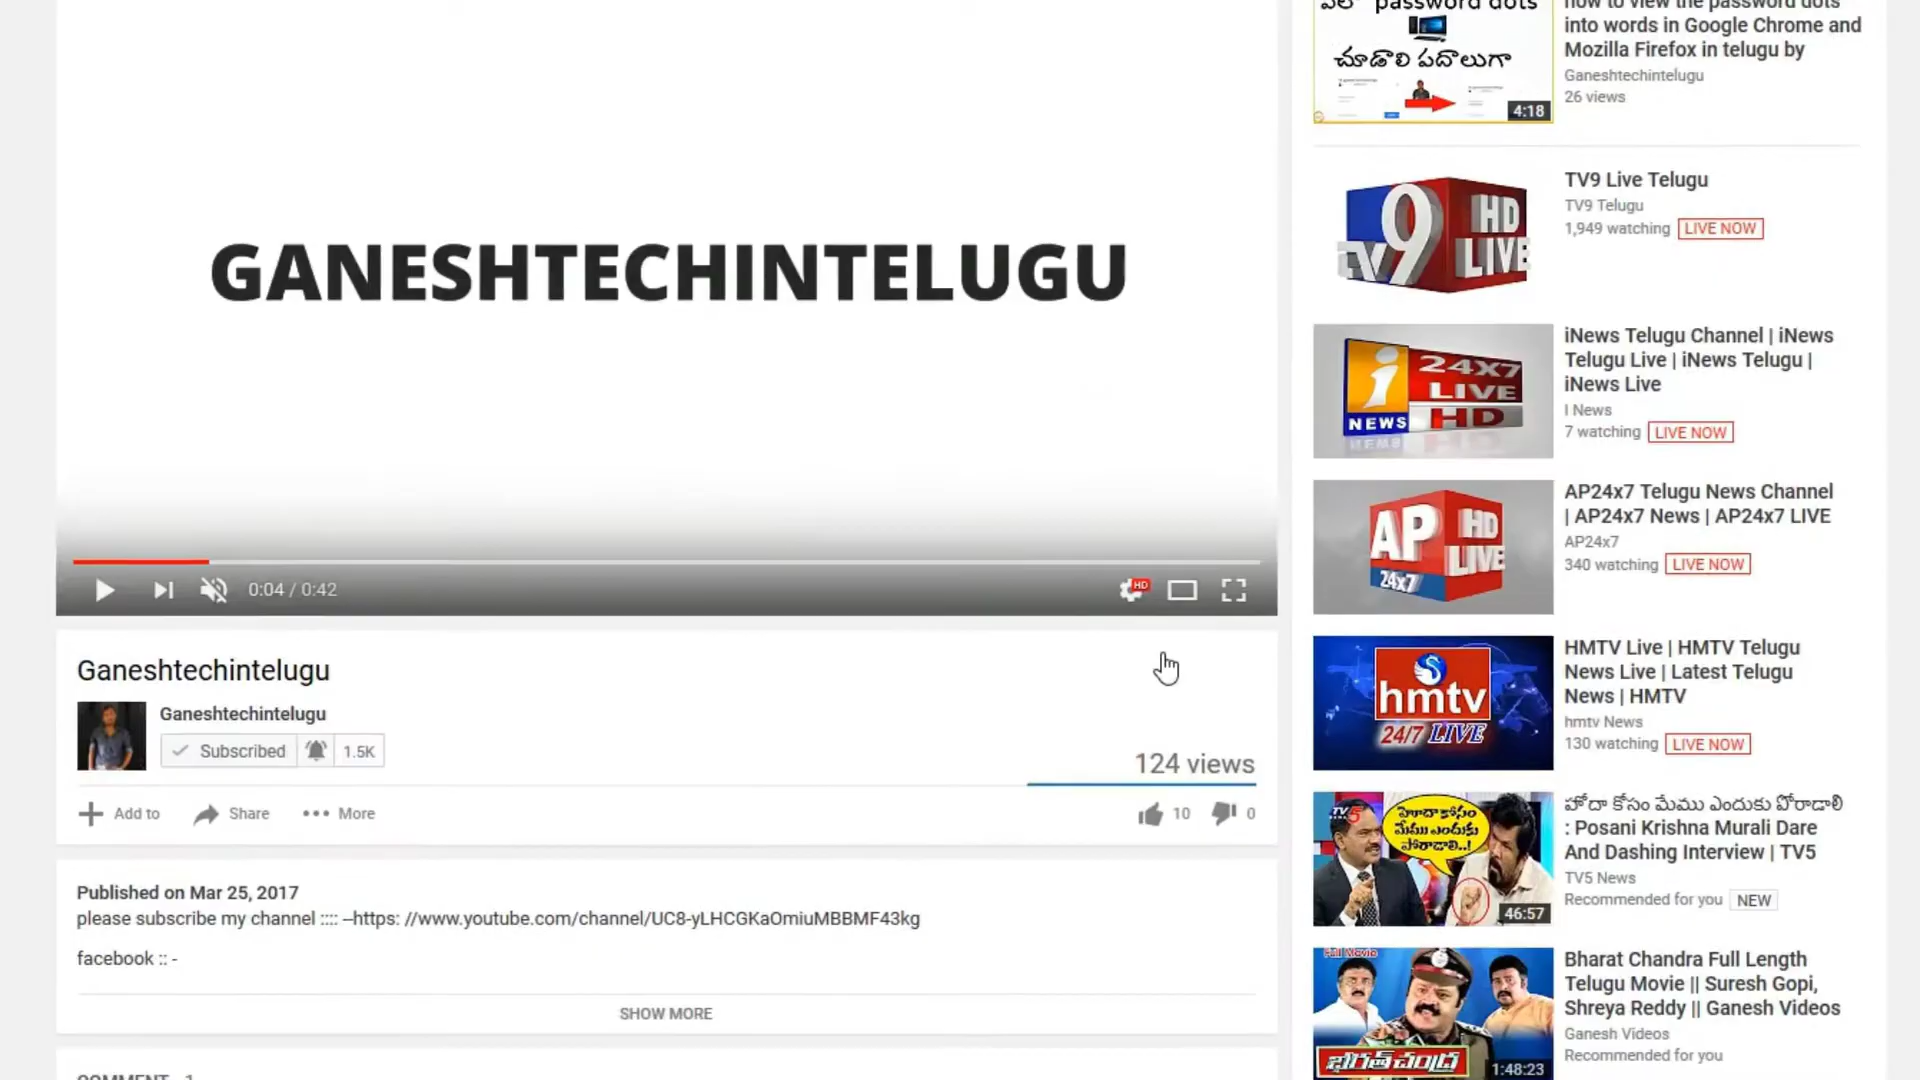 GANESHTECHINTELUGU
0:04 / 0:42
HD
Ganeshtechintelugu
Ganeshtechintelugu
Subscribed 1.5K
124 views
Add to Share More
10 0
Published on Mar 25, 2017
please subscribe my channel :::: --https: //www.youtube.com/channel/UC8-yLHCGKaOmiuMBBMF43kg
facebook :: -
SHOW MORE
password dots
చూడాలి పదాలుగా
4:18
how to view the password dots
into words in Google Chrome and
Mozilla Firefox in telugu by
Ganeshtechintelugu
26 views
TV9 HD LIVE
TV9 Live Telugu
TV9 Telugu
1,949 watching LIVE NOW
i NEWS
24X7
LIVE
HD
iNews Telugu Channel | iNews
Telugu Live | iNews Telugu |
iNews Live
I News
7 watching LIVE NOW
AP 24x7
HD LIVE
AP24x7 Telugu News Channel
| AP24x7 News | AP24x7 LIVE
AP24x7
340 watching LIVE NOW
hmtv
24/7 LIVE
HMTV Live | HMTV Telugu
News Live | Latest Telugu
News | HMTV
hmtv News
130 watching LIVE NOW
TV5
హెూదా కోసం
మేము ఎందుకు
పోరాడాలి..!
46:57
హోదా కోసం మేము ఎందుకు పోరాడాలి
: Posani Krishna Murali Dare
And Dashing Interview | TV5
TV5 News
Recommended for you NEW
Full Movie
భరత్ చంద్ర
1:48:23
Bharat Chandra Full Length
Telugu Movie || Suresh Gopi,
Shreya Reddy || Ganesh Videos
Ganesh Videos
Recommended for you